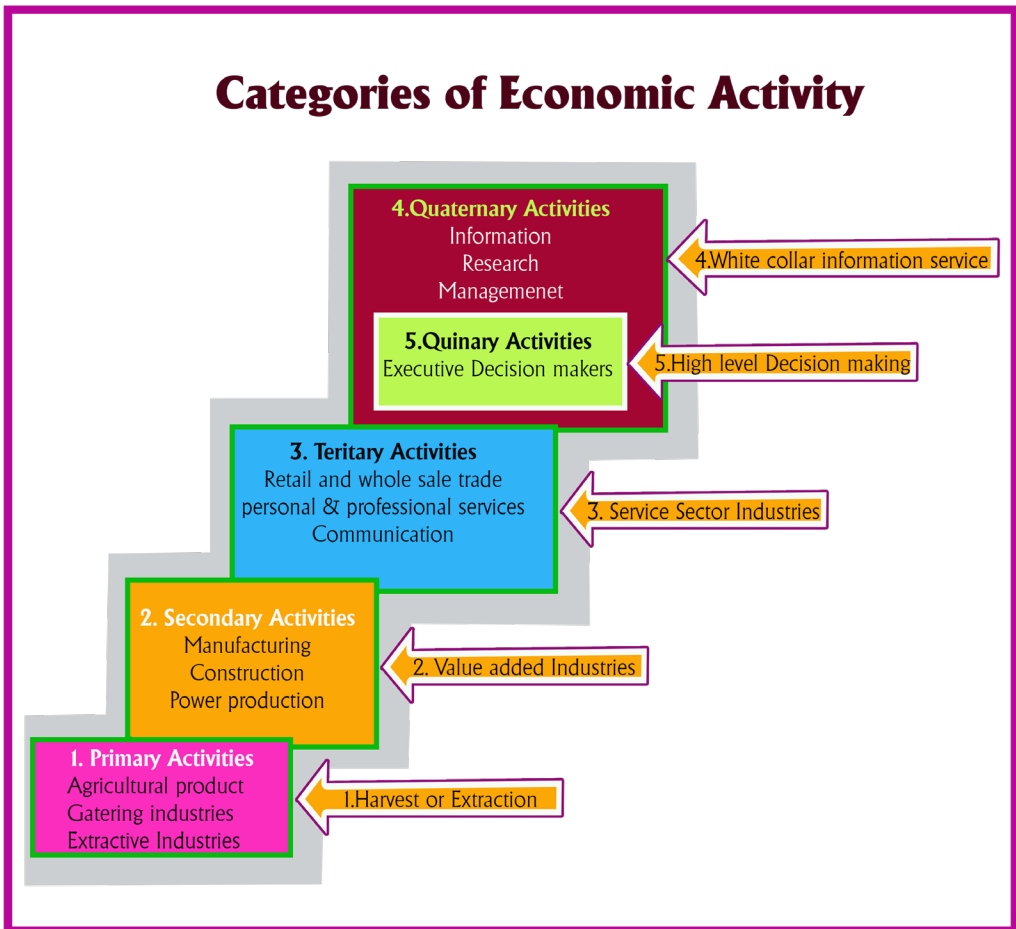 Categories of Economic Activity
4.Quaternary Activities
Information
Research
Managemenet
4.White collar information service
5.Quinary Activities
Executive Decision makers
5.High level Decision making
3. Teritary Activities
Retail and whole sale trade
personal & professional services
Communication
3. Service Sector Industries
2. Secondary Activities
Manufacturing
Construction
Power production
2. Value added Industries
1. Primary Activities
Agricultural product
Gatering industries
Extractive Industries
1.Harvest or Extraction